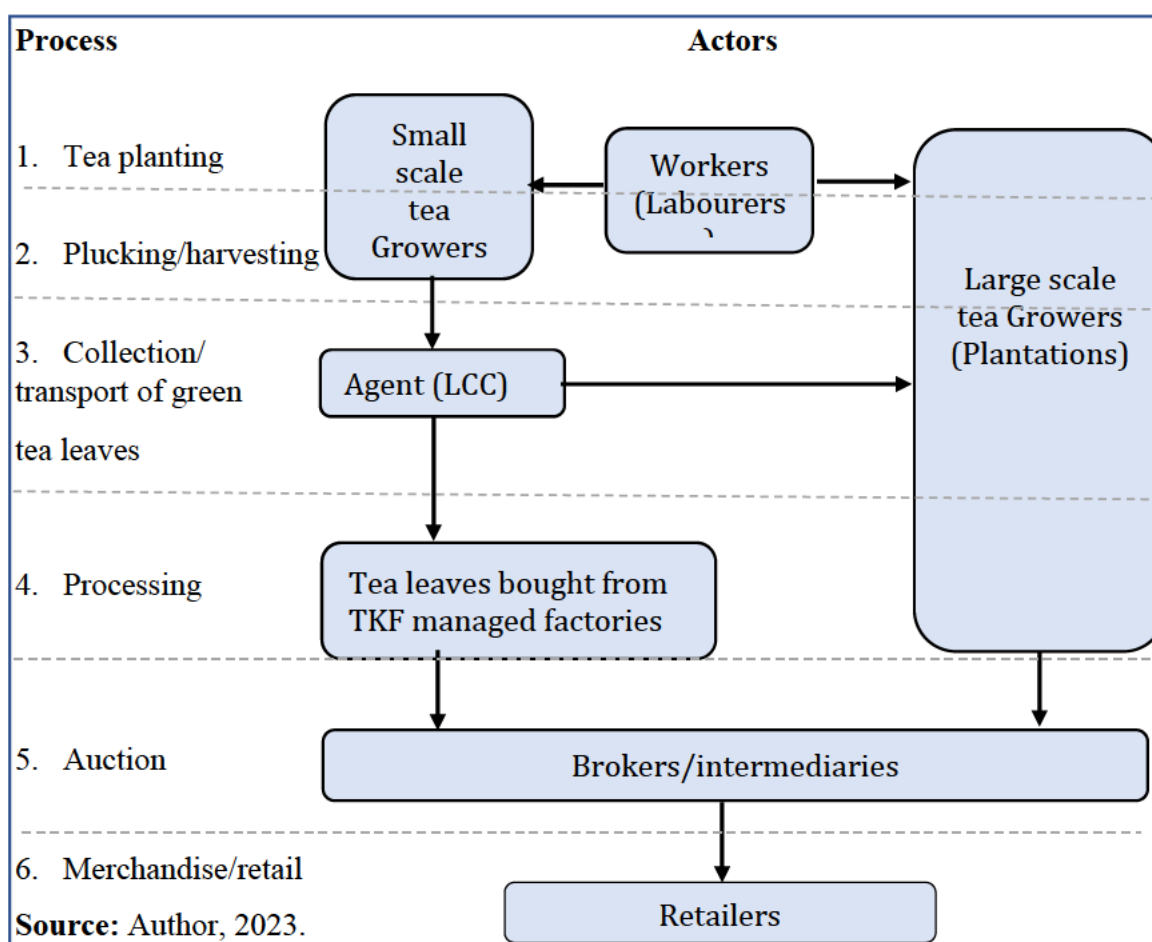 Process
Actors
1. Tea planting
2. Plucking/harvesting
3. Collection/
transport of green
tea leaves
4. Processing
5. Auction
6. Merchandise/retail
Source: Author, 2023.
Small
scale
tea
Growers
Workers
(Labourers
)
Large scale
tea Growers
(Plantations)
Agent (LCC)
Tea leaves bought from
TKF managed factories
Brokers/intermediaries
Retailers